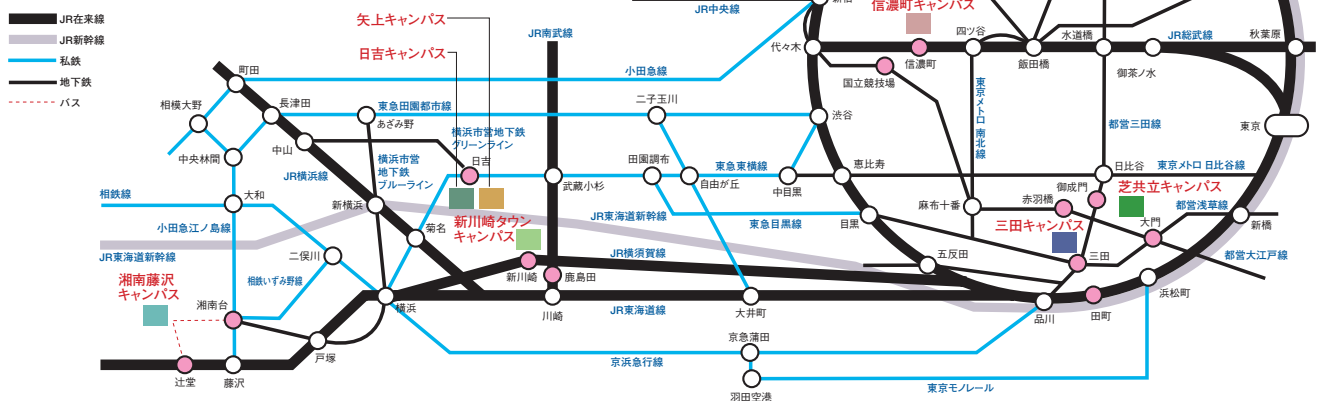 JR在来線
JR新幹線
私鉄
地下鉄
バス
矢上キャンパス
日吉キャンパス
JR南武線
JR中央線
信濃町キャンパス
代々木
信濃町
四ツ谷
飯田橋
水道橋
JR総武線
御茶ノ水
秋葉原
国立競技場
町田
小田急線
相模大野
長津田
東急田園都市線
あざみ野
二子玉川
渋谷
東京メトロ 南北線
都営三田線
東京
中央林間
中山
横浜市営地下鉄
グリーンライン
日吉
横浜市営
地下鉄
ブルーライン
JR横浜線
武蔵小杉
田園調布
自由が丘
東急東横線
中目黒
恵比寿
日比谷
東京メトロ 日比谷線
相鉄線
大和
新横浜
新川崎タウン
キャンパス
JR東海道新幹線
東急目黒線
目黒
麻布十番
赤羽橋
御成門
芝共立キャンパス
都営浅草線
新橋
小田急江ノ島線
菊名
三田キャンパス
大門
JR東海道新幹線
二俣川
JR横須賀線
五反田
三田
都営大江戸線
湘南藤沢
キャンパス
相鉄いずみ野線
新川崎
鹿島田
湘南台
横浜
川崎
JR東海道線
大井町
品川
田町
浜松町
戸塚
京急蒲田
京浜急行線
辻堂
藤沢
羽田空港
東京モノレール